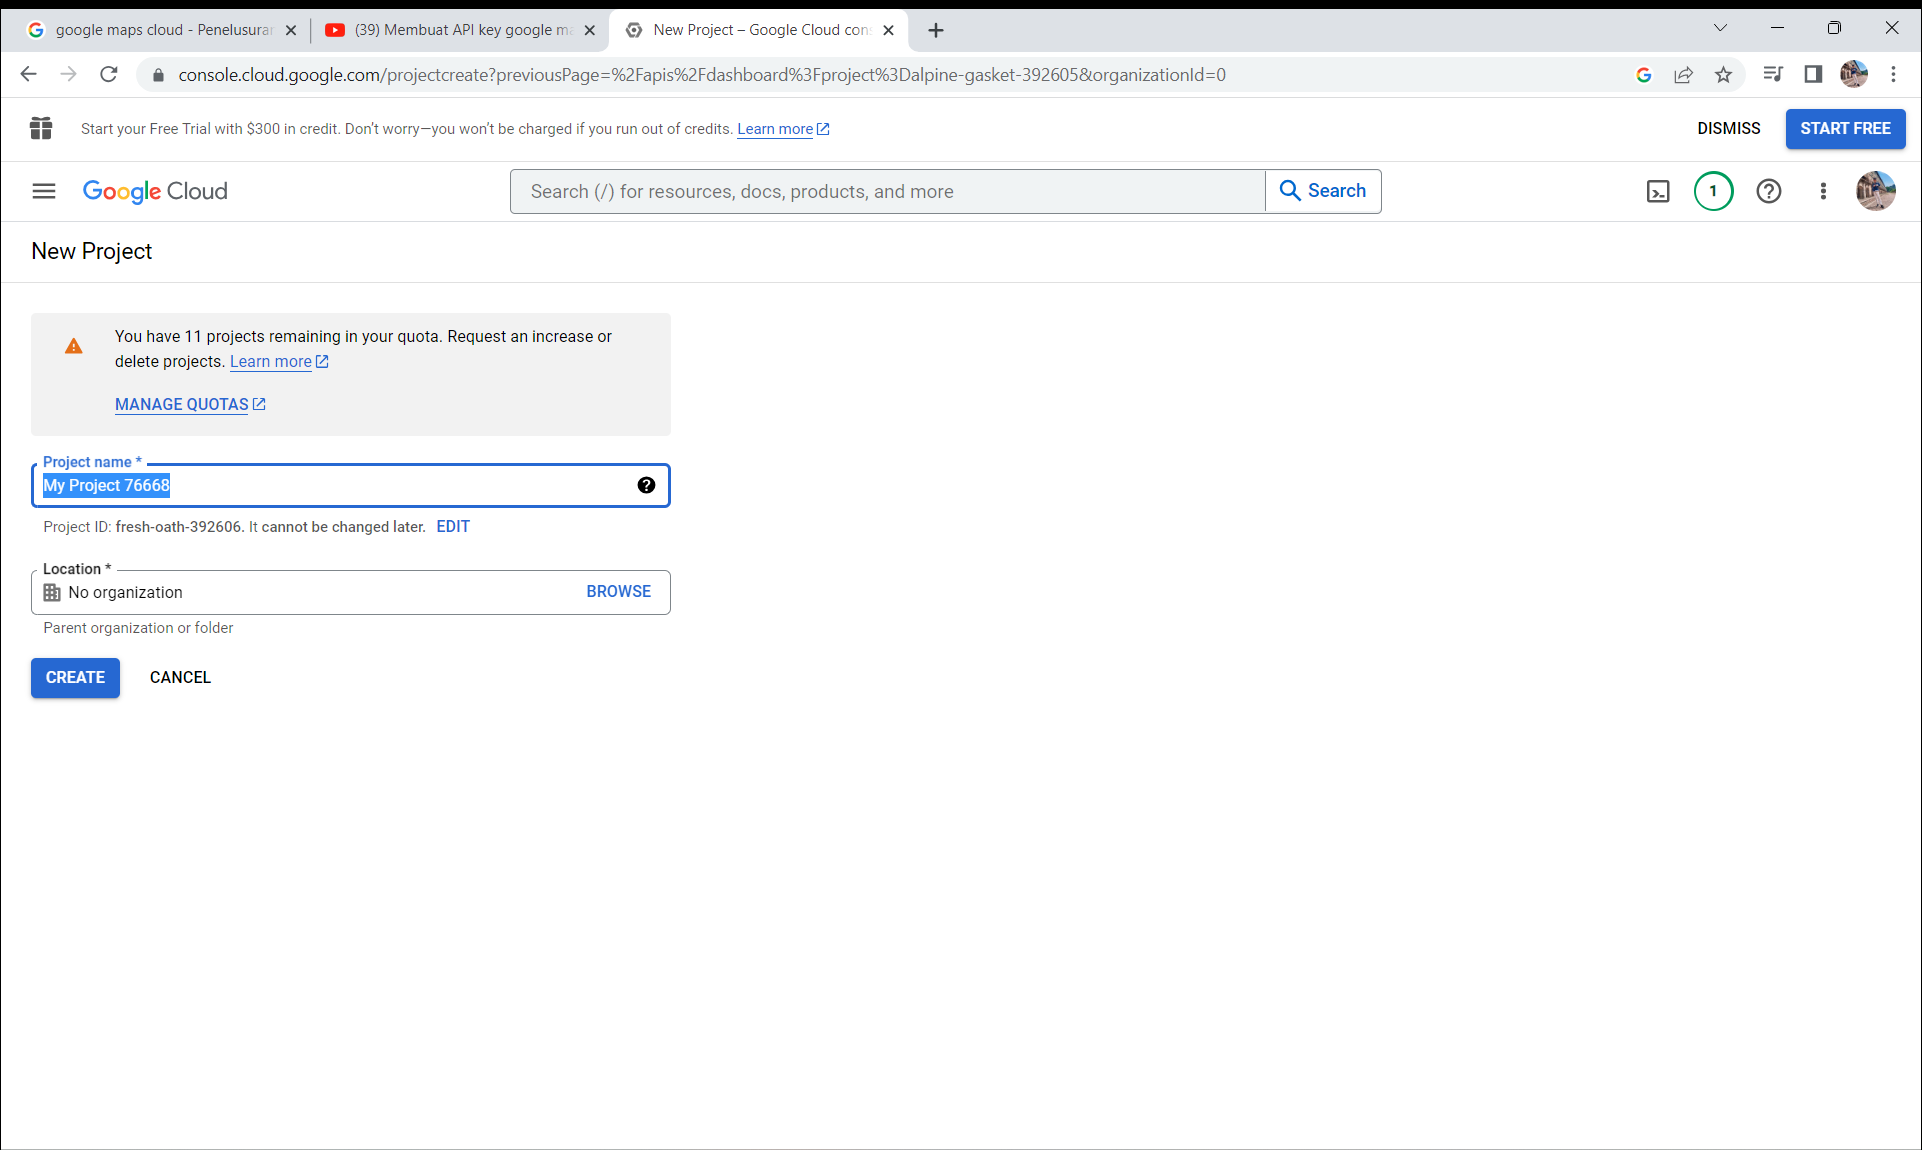 google maps cloud - Penelusuran
(39) Membuat API key google ma
New Project – Google Cloud cons
console.cloud.google.com/projectcreate?previousPage=%2Fapis%2Fdashboard%3Fproject%3Dalpine-gasket-392605&organizationId=0
Start your Free Trial with $300 in credit. Don't worry—you won't be charged if you run out of credits. Learn more
DISMISS
START FREE
Google Cloud
Search (/) for resources, docs, products, and more
Search
1
New Project
You have 11 projects remaining in your quota. Request an increase or
delete projects. Learn more
MANAGE QUOTAS
Project name *
My Project 76668
Project ID: fresh-oath-392606. It cannot be changed later. EDIT
Location *
No organization
BROWSE
Parent organization or folder
CREATE
CANCEL